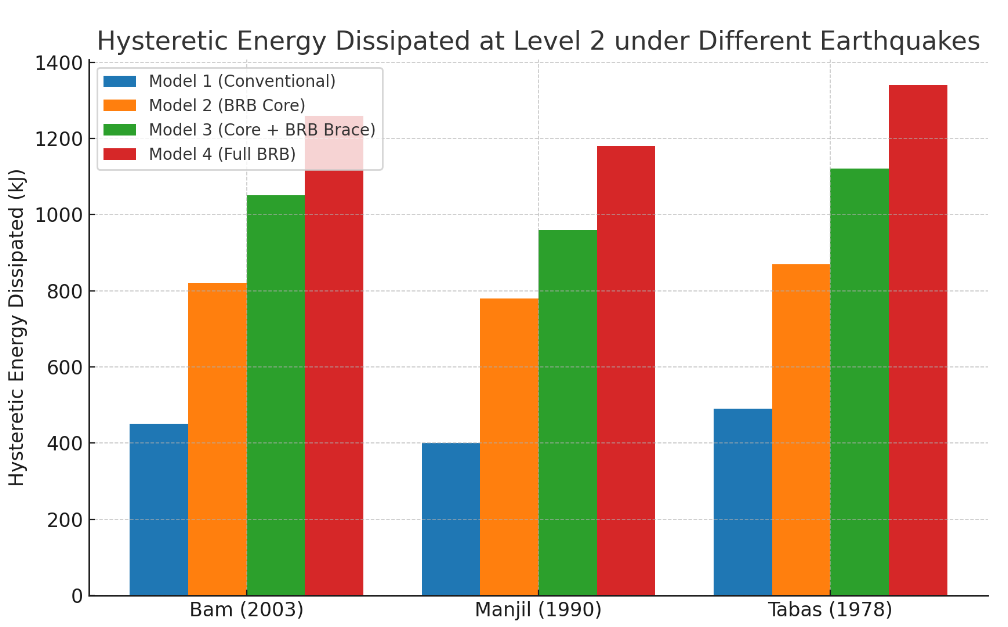 Hysteretic Energy Dissipated at Level 2 under Different Earthquakes
Hysteretic Energy Dissipated (kJ)
1400
1200
1000
800
600
400
200
0
Model 1 (Conventional)
Model 2 (BRB Core)
Model 3 (Core + BRB Brace)
Model 4 (Full BRB)
Bam (2003)
Manjil (1990)
Tabas (1978)